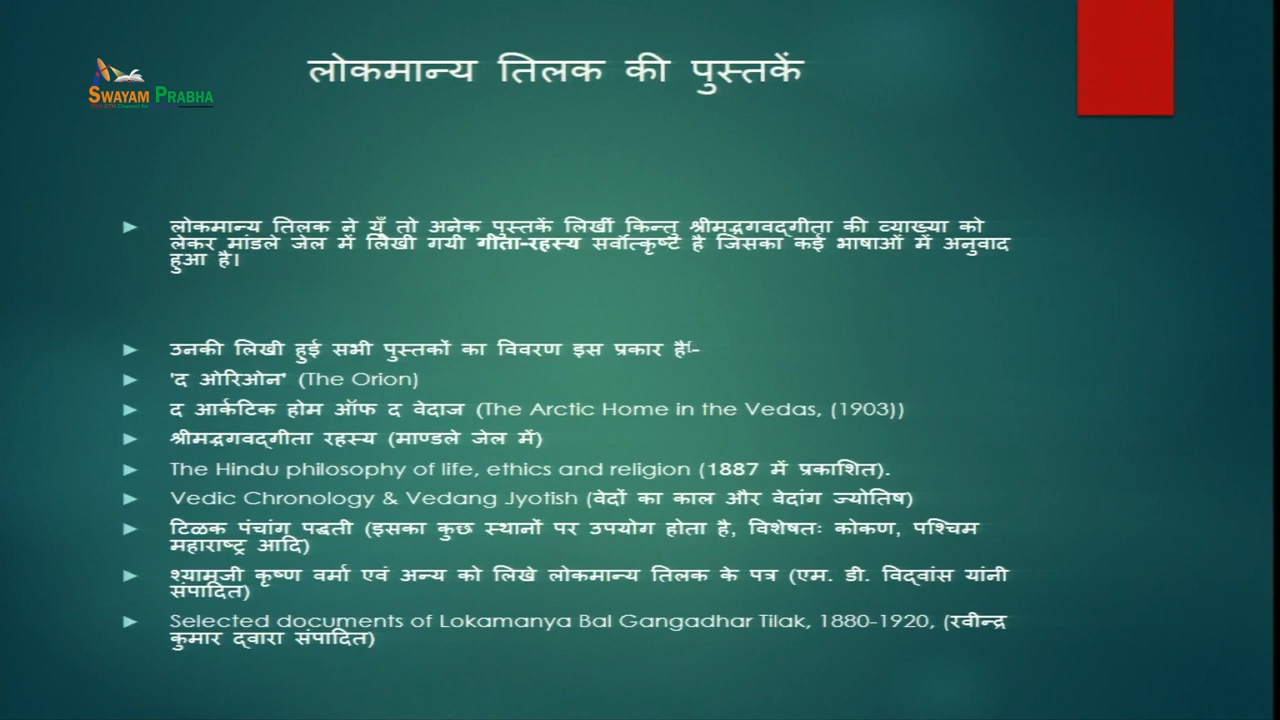 लोकमान्य तिलक की पुस्तकें
SWAYAM PRABHA
लोकमान्य तिलक ने यूँ तो अनेक पुस्तकें लिखीं किन्तु श्रीमद्भगवद्गीता की व्याख्या को
लेकर मांडले जेल में लिखी गयी गीता-रहस्य सर्वोत्कृष्ट है जिसका कई भाषाओं में अनुवाद
हुआ है।
उनकी लिखी हुई सभी पुस्तकों का विवरण इस प्रकार है-
'द ओरिओन' (The Orion)
द आर्कटिक होम ऑफ द वेदाज (The Arctic Home in the Vedas, (1903))
श्रीमद्भगवद्गीता रहस्य (माण्डले जेल में)
The Hindu philosophy of life, ethics and religion (1887 में प्रकाशित).
Vedic Chronology & Vedang Jyotish (वेदों का काल और वेदांग ज्योतिष)
टिळक पंचांग पद्धती (इसका कुछ स्थानों पर उपयोग होता है, विशेषतः कोकण, पश्चिम
महाराष्ट्र आदि)
श्यामजी कृष्ण वर्मा एवं अन्य को लिखे लोकमान्य तिलक के पत्र (एम. डी. विद्वांस यांनी
संपादित)
Selected documents of Lokamanya Bal Gangadhar Tilak, 1880-1920, (रवीन्द्र
कुमार द्वारा संपादित)